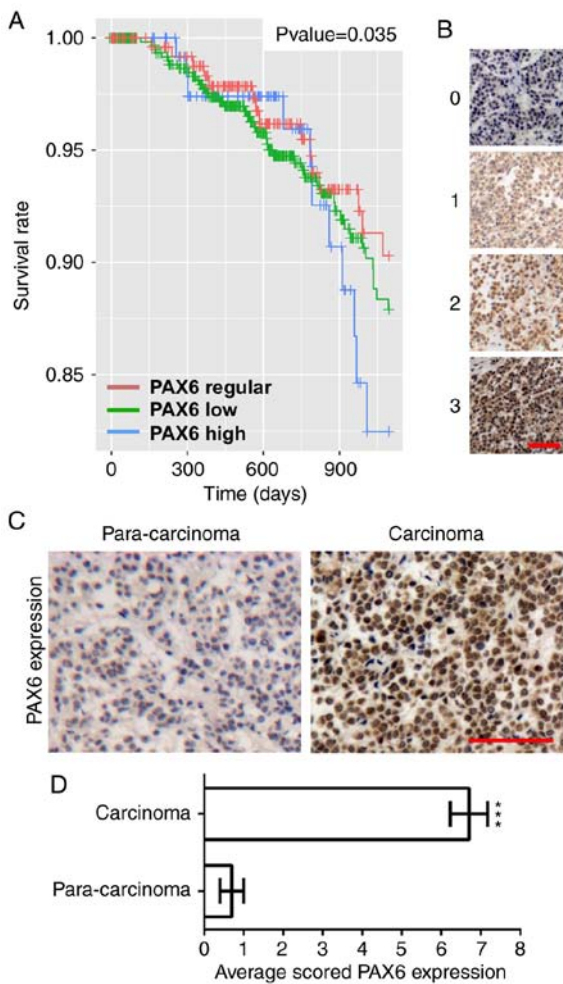 A
Pvalue=0.035
Survival rate
1.00
0.95
0.90
0.85
PAX6 regular
PAX6 low
PAX6 high
0 300 600 900
Time (days)
B
0
1
2
3
C
Para-carcinoma Carcinoma
PAX6 expression
D
Carcinoma
***
Para-carcinoma
0 1 2 3 4 5 6 7 8
Average scored PAX6 expression